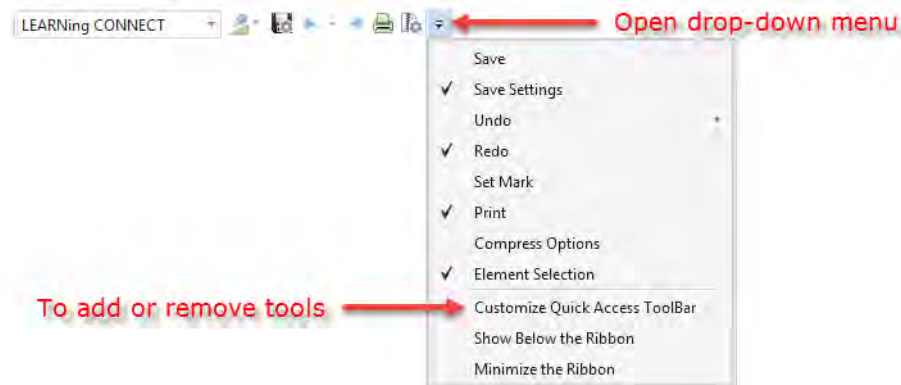 LEARNing CONNECT
Open drop-down menu
Save
Save Settings
Undo
Redo
Set Mark
Print
Compress Options
Element Selection
To add or remove tools
Customize Quick Access ToolBar
Show Below the Ribbon
Minimize the Ribbon